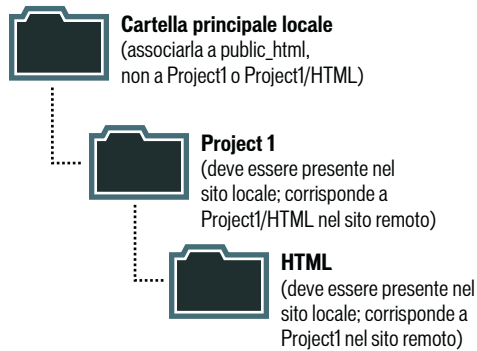 Cartella principale locale
(associarla a public_html,
non a Project1 o Project1/HTML)
Project 1
(deve essere presente nel
sito locale; corrisponde a
Project1/HTML nel sito remoto)
HTML
(deve essere presente nel
sito locale; corrisponde a
Project1 nel sito remoto)